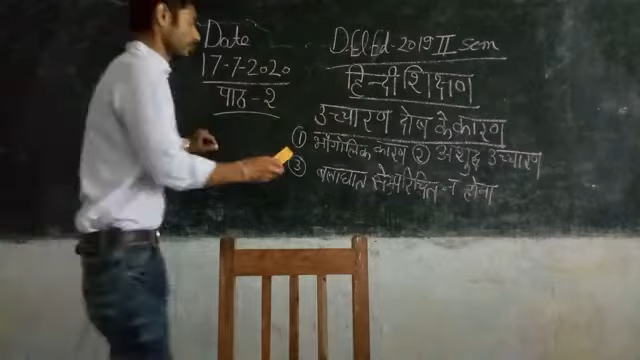 Date
17-7-2020
पाठ-२
D.El.Ed-2019 II sem
हिन्दी शिक्षण
उच्चारण दोष के कारण
① भौगोलिक कारण ② अशुद्ध उच्चारण
③ बलाघात से परिचित न होना